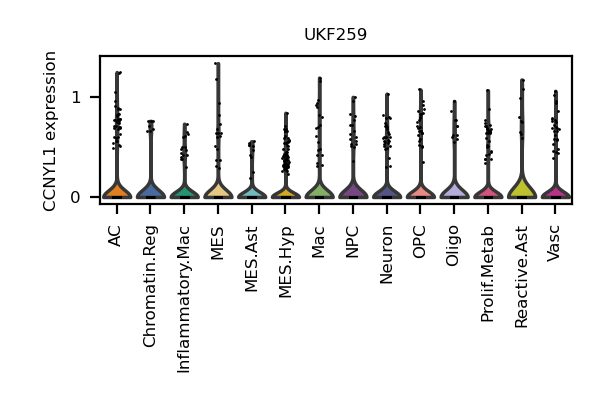 UKF259
CCNYL1 expression
1
0
AC
Chromatin.Reg
Inflammatory.Mac
MES
MES.Ast
MES.Hyp
Mac
NPC
Neuron
OPC
Oligo
Prolif.Metab
Reactive.Ast
Vasc